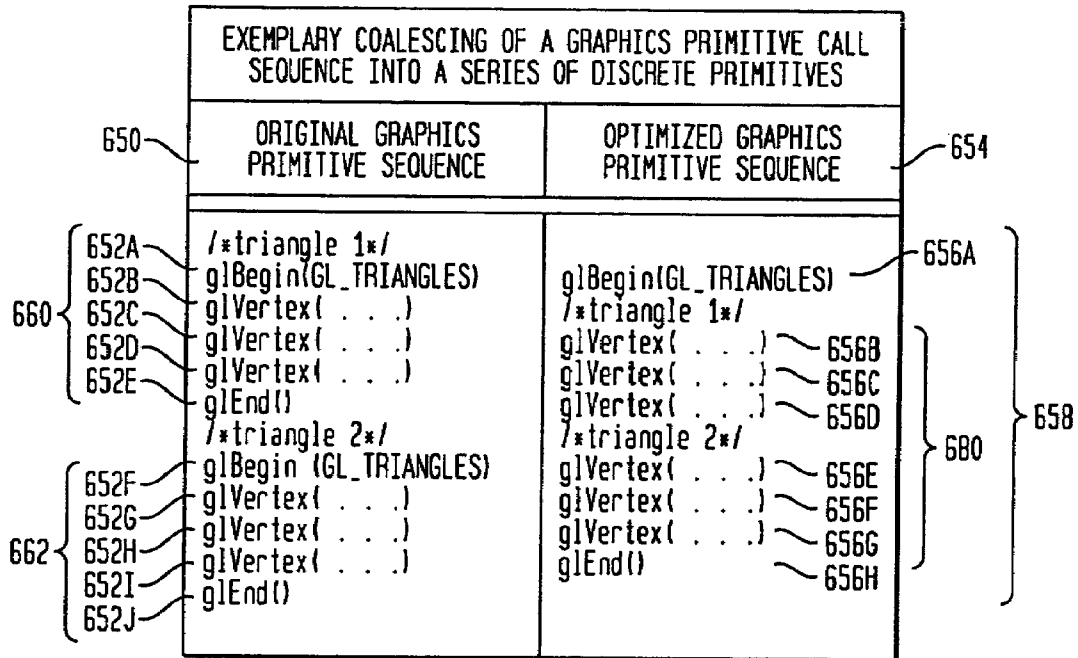 EXEMPLARY COALESCING OF A GRAPHICS PRIMITIVE CALL
SEQUENCE INTO A SERIES OF DISCRETE PRIMITIVES
650
ORIGINAL GRAPHICS
PRIMITIVE SEQUENCE
OPTIMIZED GRAPHICS
PRIMITIVE SEQUENCE
654
660
652A
652B
652C
652D
652E
/*triangle 1*/
glBegin(GL_TRIANGLES)
glVertex( . . .)
glVertex( . . .)
glVertex( . . .)
glEnd()
662
652F
652G
652H
652I
652J
/*triangle 2*/
glBegin (GL_TRIANGLES)
glVertex( . . .)
glVertex( . . .)
glVertex( . . .)
glEnd()
glBegin(GL_TRIANGLES) 656A
/*triangle 1*/
glVertex( . . .) 656B
glVertex( . . .) 656C
glVertex( . . .) 656D
/*triangle 2*/
glVertex( . . .) 656E
glVertex( . . .) 656F
glVertex( . . .) 656G
glEnd() 656H
680
658